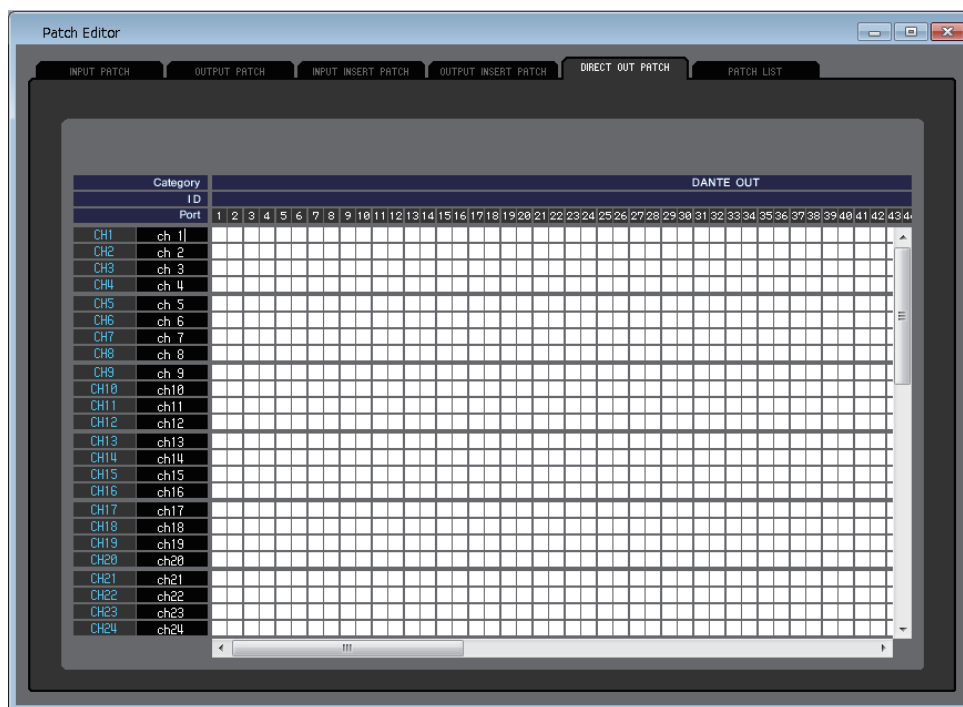 Patch Editor
INPUT PATCH OUTPUT PATCH INPUT INSERT PATCH OUTPUT INSERT PATCH DIRECT OUT PATCH PATCH LIST
Category DANTE OUT
ID
Port 1 2 3 4 5 6 7 8 9 10 11 12 13 14 15 16 17 18 19 20 21 22 23 24 25 26 27 28 29 30 31 32 33 34 35 36 37 38 39 40 41 42 43
CH1 ch 1
CH2 ch 2
CH3 ch 3
CH4 ch 4
CH5 ch 5
CH6 ch 6
CH7 ch 7
CH8 ch 8
CH9 ch 9
CH10 ch10
CH11 ch11
CH12 ch12
CH13 ch13
CH14 ch14
CH15 ch15
CH16 ch16
CH17 ch17
CH18 ch18
CH19 ch19
CH20 ch20
CH21 ch21
CH22 ch22
CH23 ch23
CH24 ch24